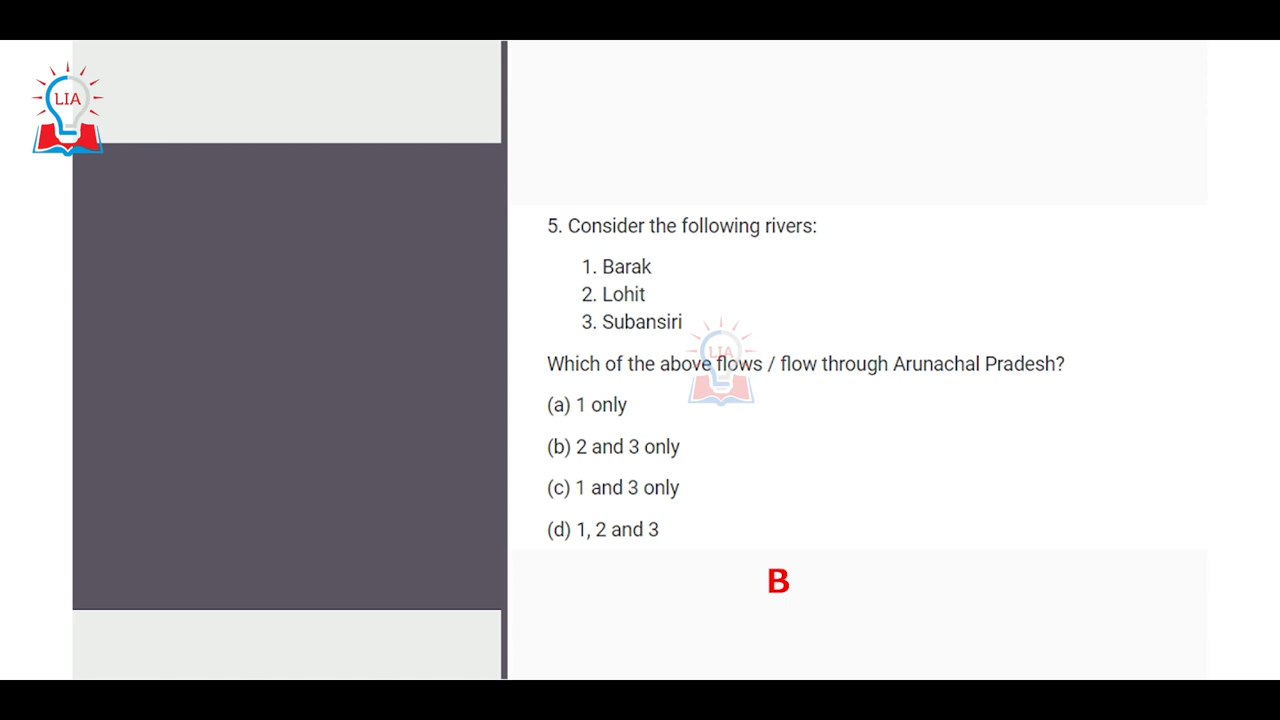 LIA
5. Consider the following rivers:
1. Barak
2. Lohit
3. Subansiri
LIA
Which of the above flows / flow through Arunachal Pradesh?
(a) 1 only
(b) 2 and 3 only
(c) 1 and 3 only
(d) 1, 2 and 3
B